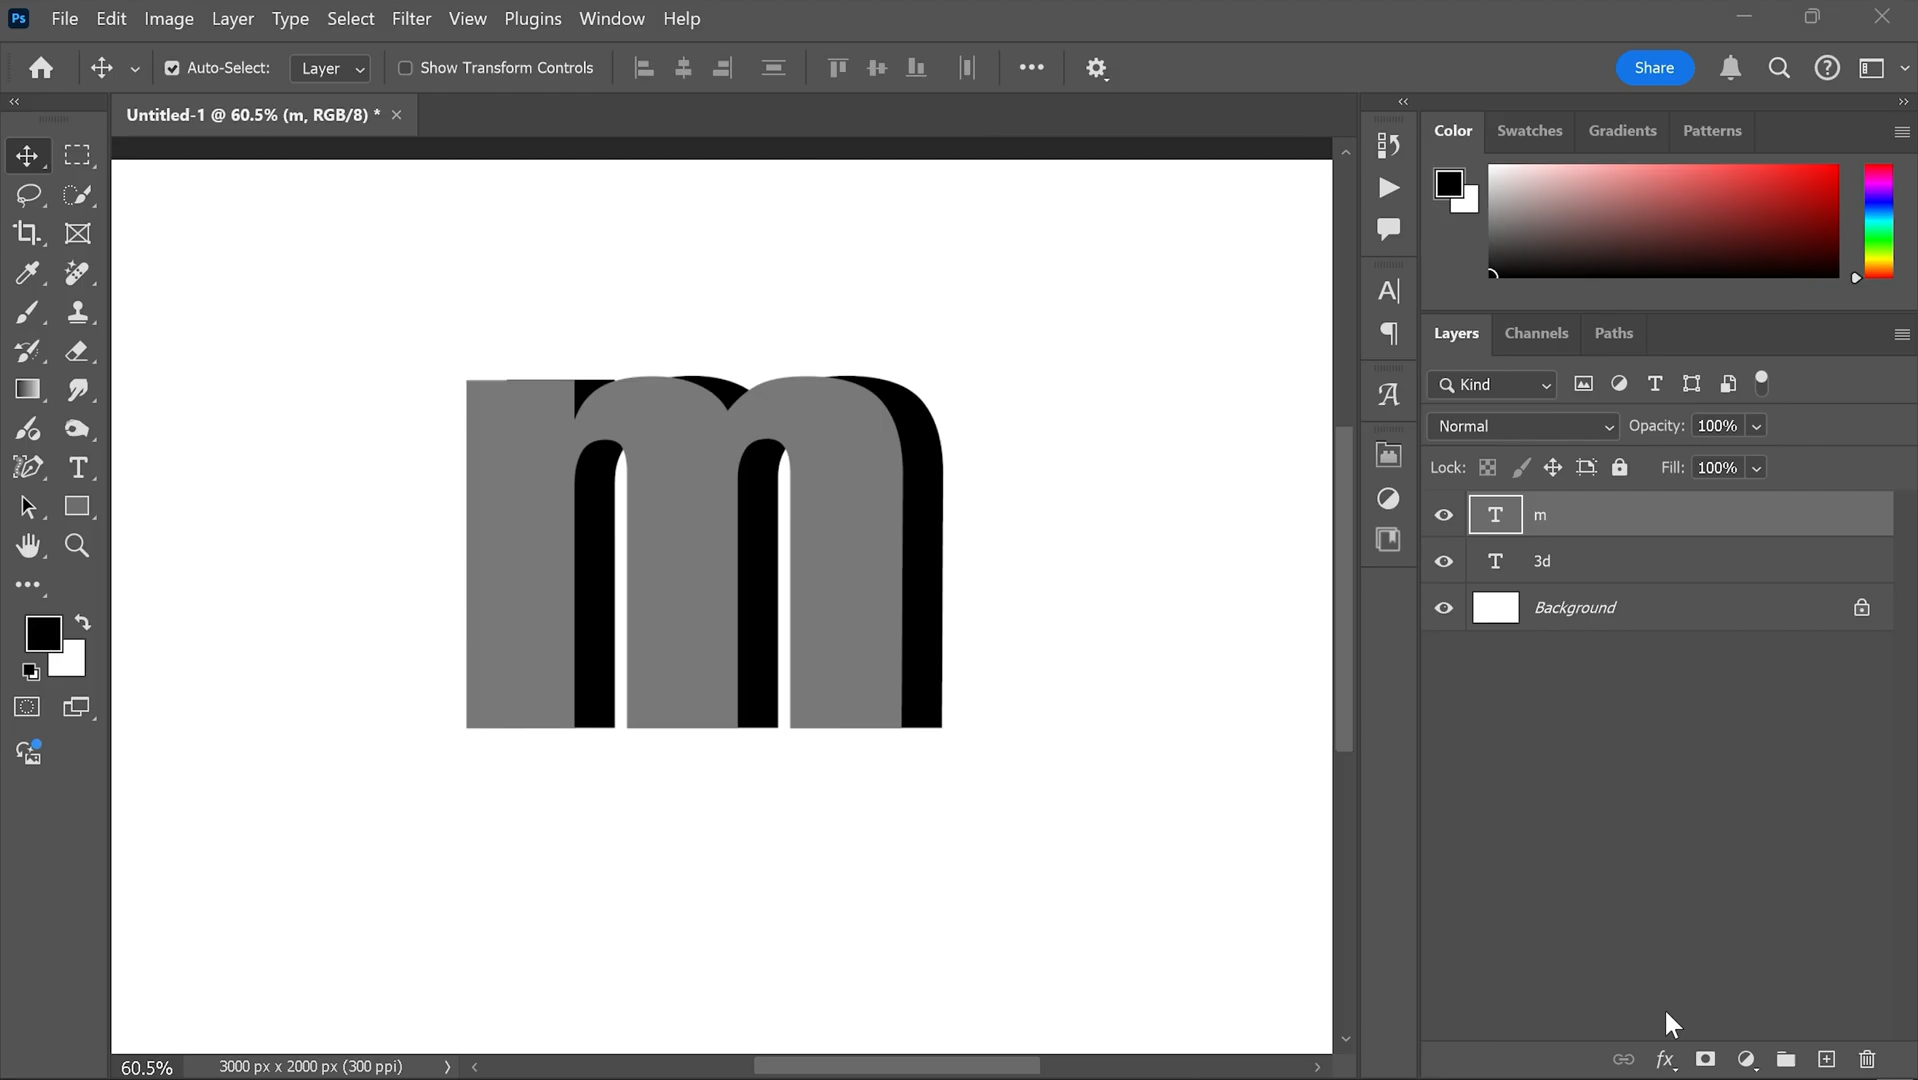 Ps File Edit Image Layer Type Select Filter View Plugins Window Help
Auto-Select: Layer Show Transform Controls Share
Untitled-1 @ 60.5% (m, RGB/8) *
Color Swatches Gradients Patterns
Layers Channels Paths
Kind
Normal Opacity: 100%
Lock: Fill: 100%
T m
T 3d
Background
m
60.5% 3000 px x 2000 px (300 ppi)
fx